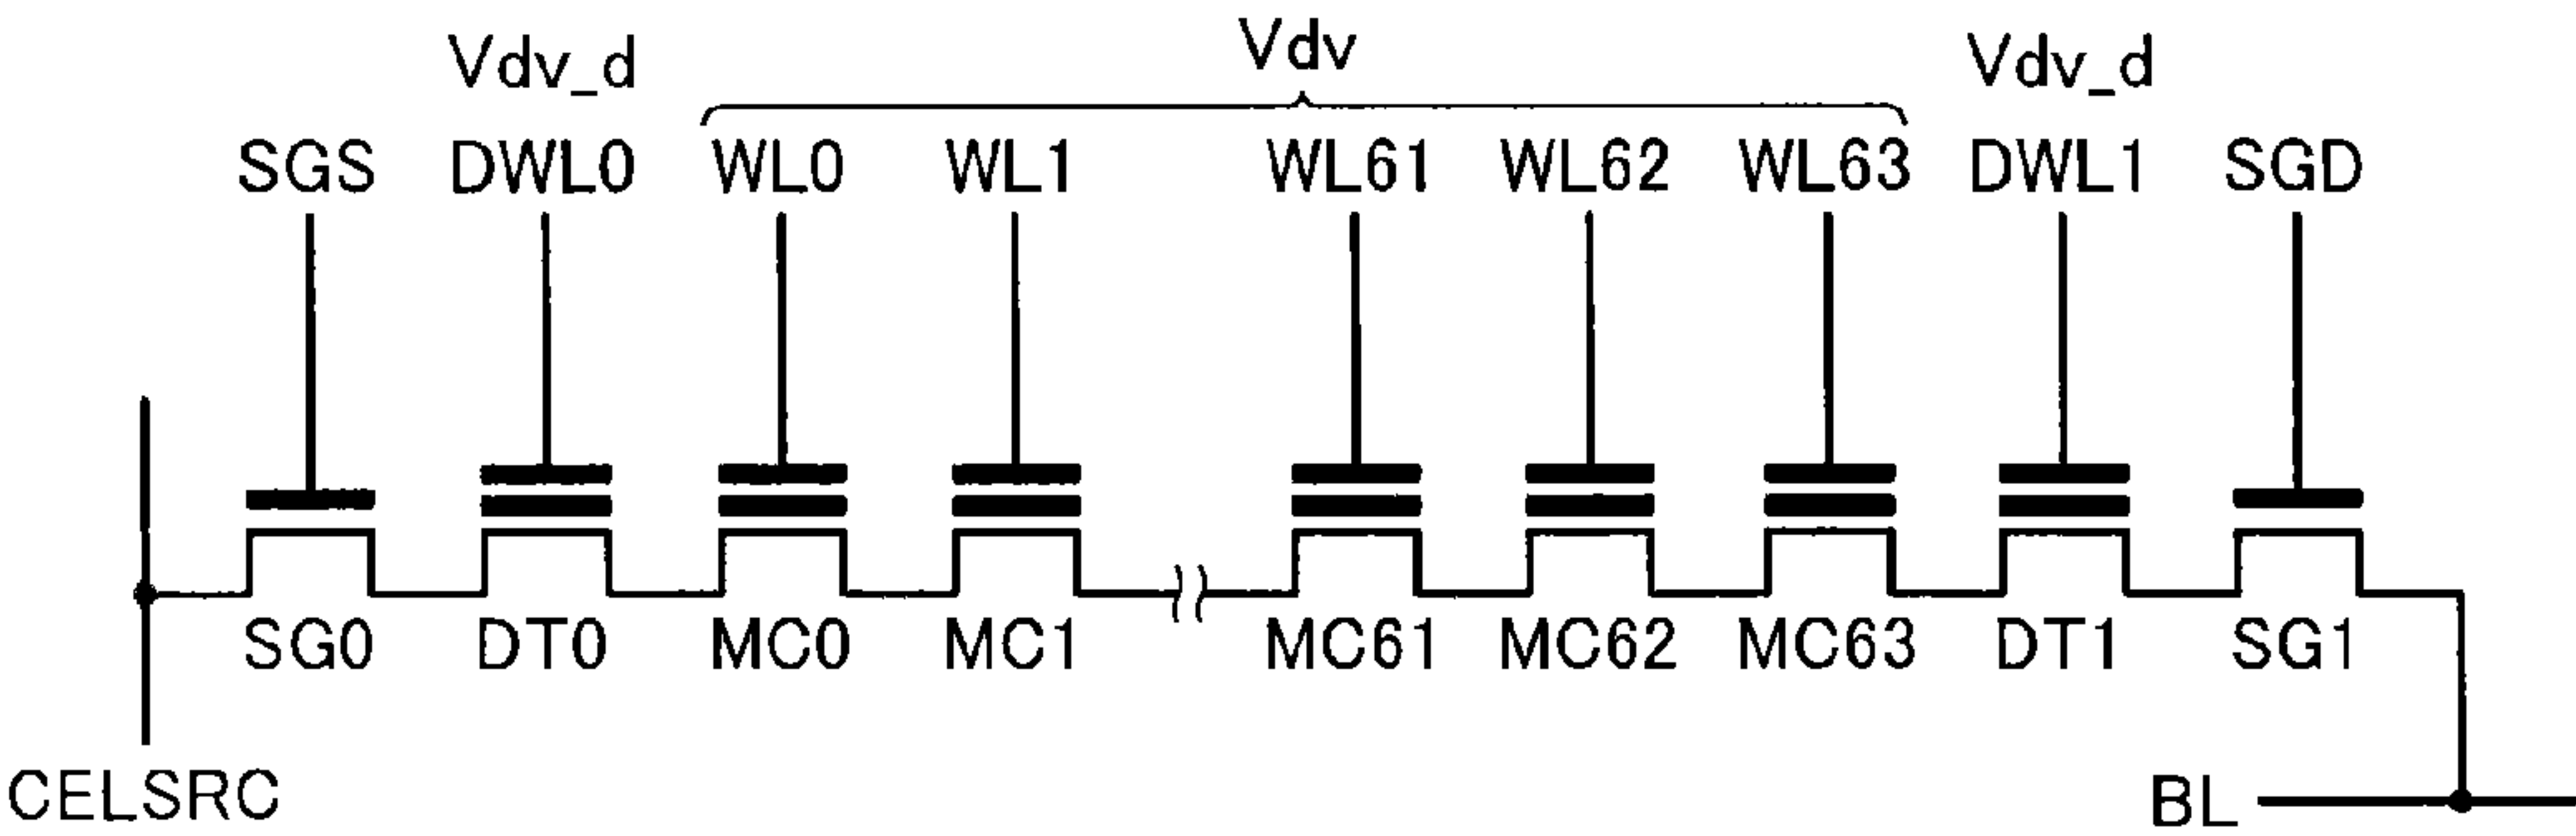 Vdv_d Vdv Vdv_d
SGS DWL0 WL0 WL1 WL61 WL62 WL63 DWL1 SGD
SG0 DT0 MC0 MC1 MC61 MC62 MC63 DT1 SG1
CELSRC BL